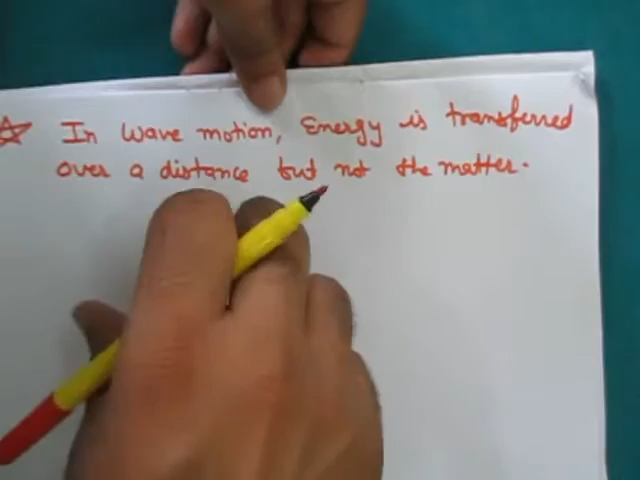 In wave motion, Energy is transferred
over a distance but not the matter.